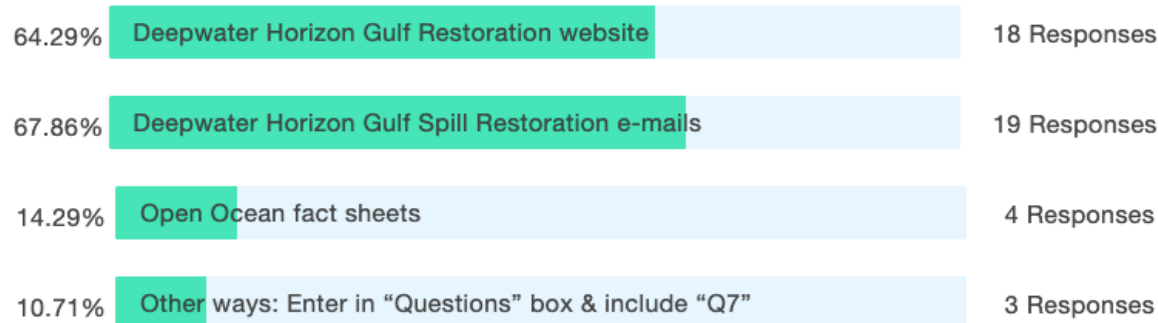 64.29% Deepwater Horizon Gulf Restoration website 18 Responses
67.86% Deepwater Horizon Gulf Spill Restoration e-mails 19 Responses
14.29% Open Ocean fact sheets 4 Responses
10.71% Other ways: Enter in “Questions” box & include “Q7” 3 Responses